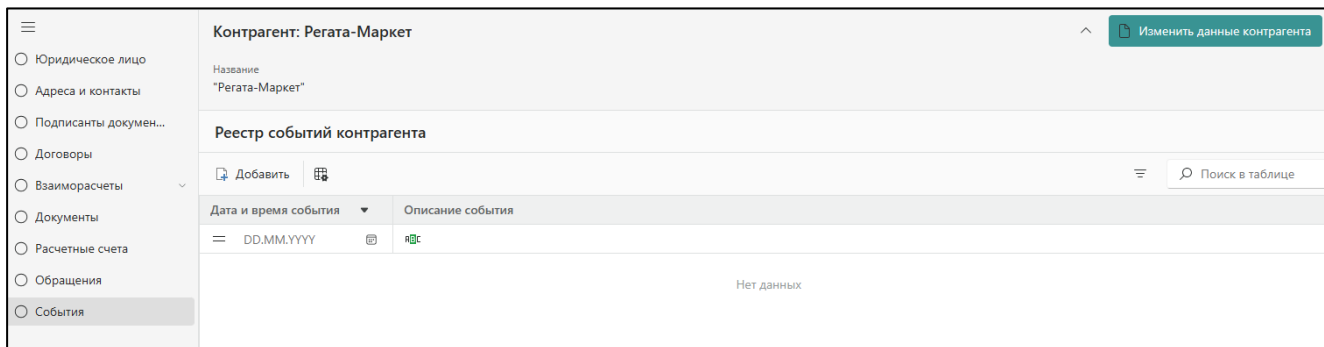 Контрагент: Регата-Маркет
Изменить данные контрагента
Юридическое лицо
Адреса и контакты
Подписанты докумен...
Договоры
Взаиморасчеты
Документы
Расчетные счета
Обращения
События
Название
"Регата-Маркет"
Реестр событий контрагента
Добавить
Поиск в таблице
Дата и время события
Описание события
DD.MM.YYYY
ABC
Нет данных